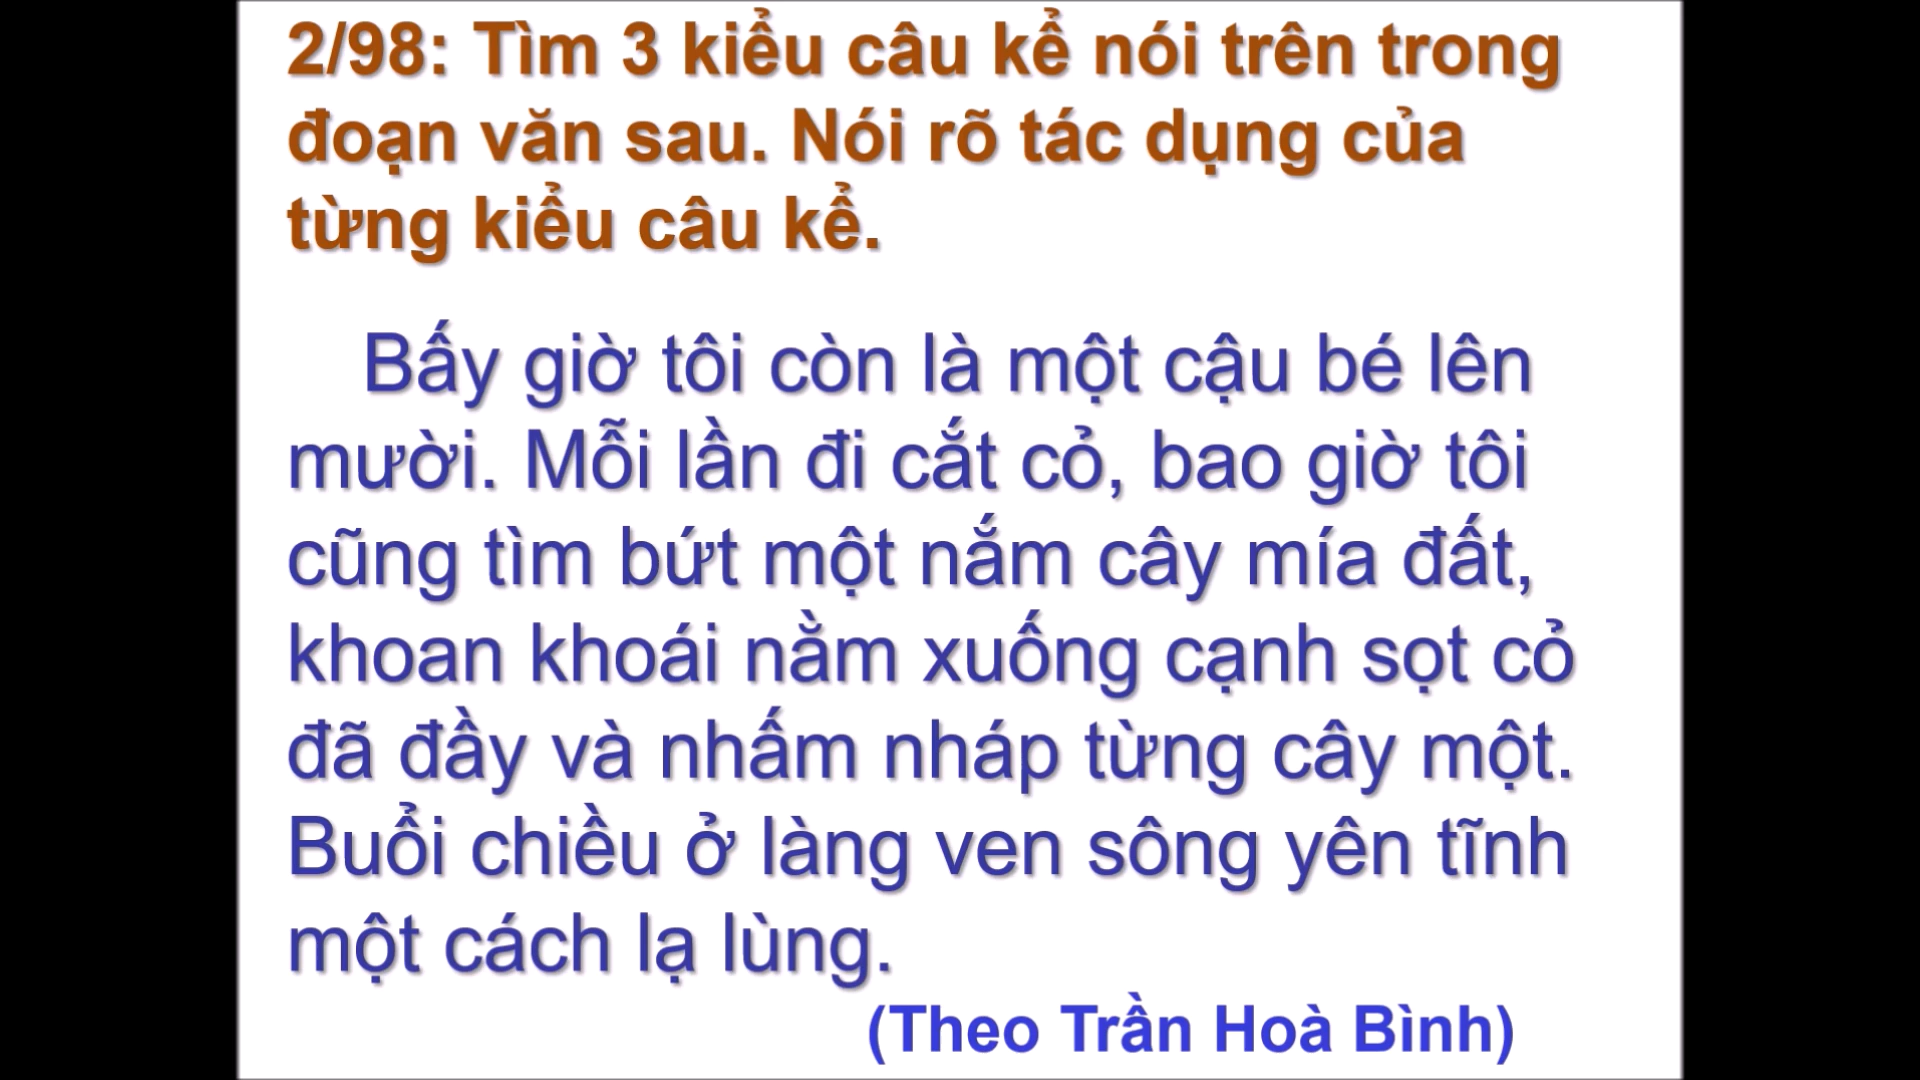 2/98: Tìm 3 kiểu câu kể nói trên trong
đoạn văn sau. Nói rõ tác dụng của
từng kiểu câu kể.
Bấy giờ tôi còn là một cậu bé lên
mười. Mỗi lần đi cắt cỏ, bao giờ tôi
cũng tìm bứt một nắm cây mía đất,
khoan khoái nằm xuống cạnh sọt cỏ
đã đầy và nhấm nháp từng cây một.
Buổi chiều ở làng ven sông yên tĩnh
một cách lạ lùng.
(Theo Trần Hoà Bình)